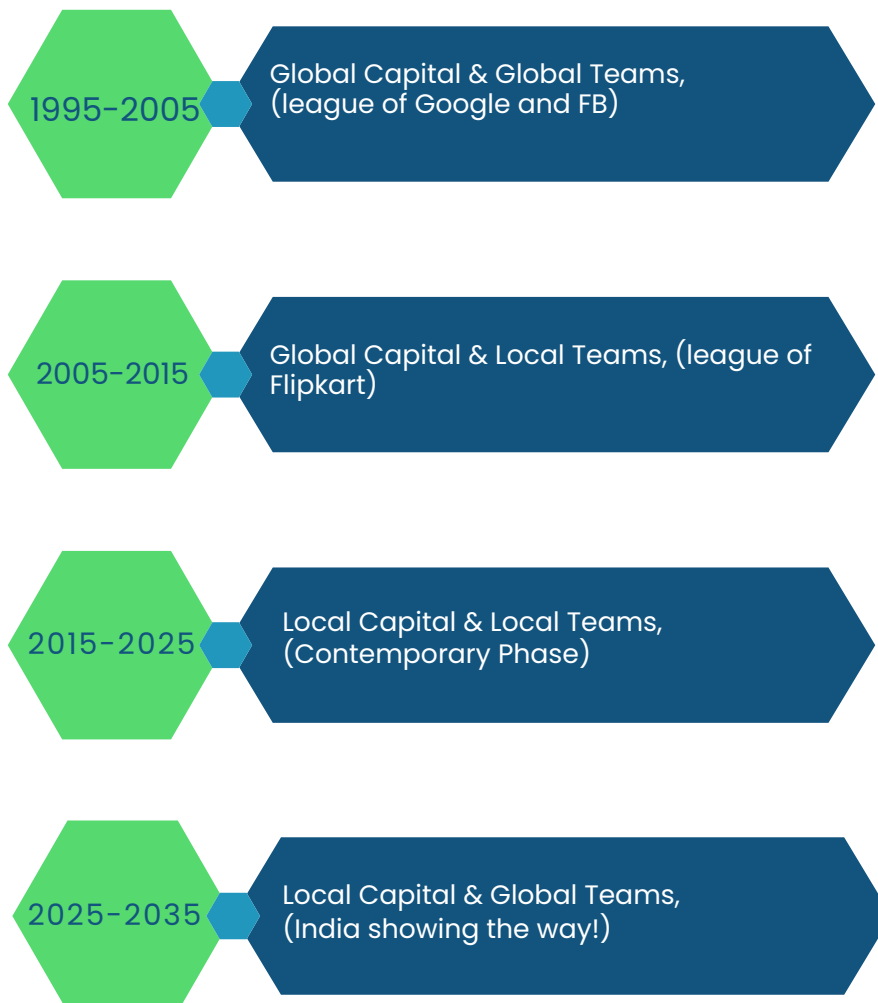 1995-2005
Global Capital & Global Teams,
(league of Google and FB)
2005-2015
Global Capital & Local Teams, (league of
Flipkart)
2015-2025
Local Capital & Local Teams,
(Contemporary Phase)
2025-2035
Local Capital & Global Teams,
(India showing the way!)